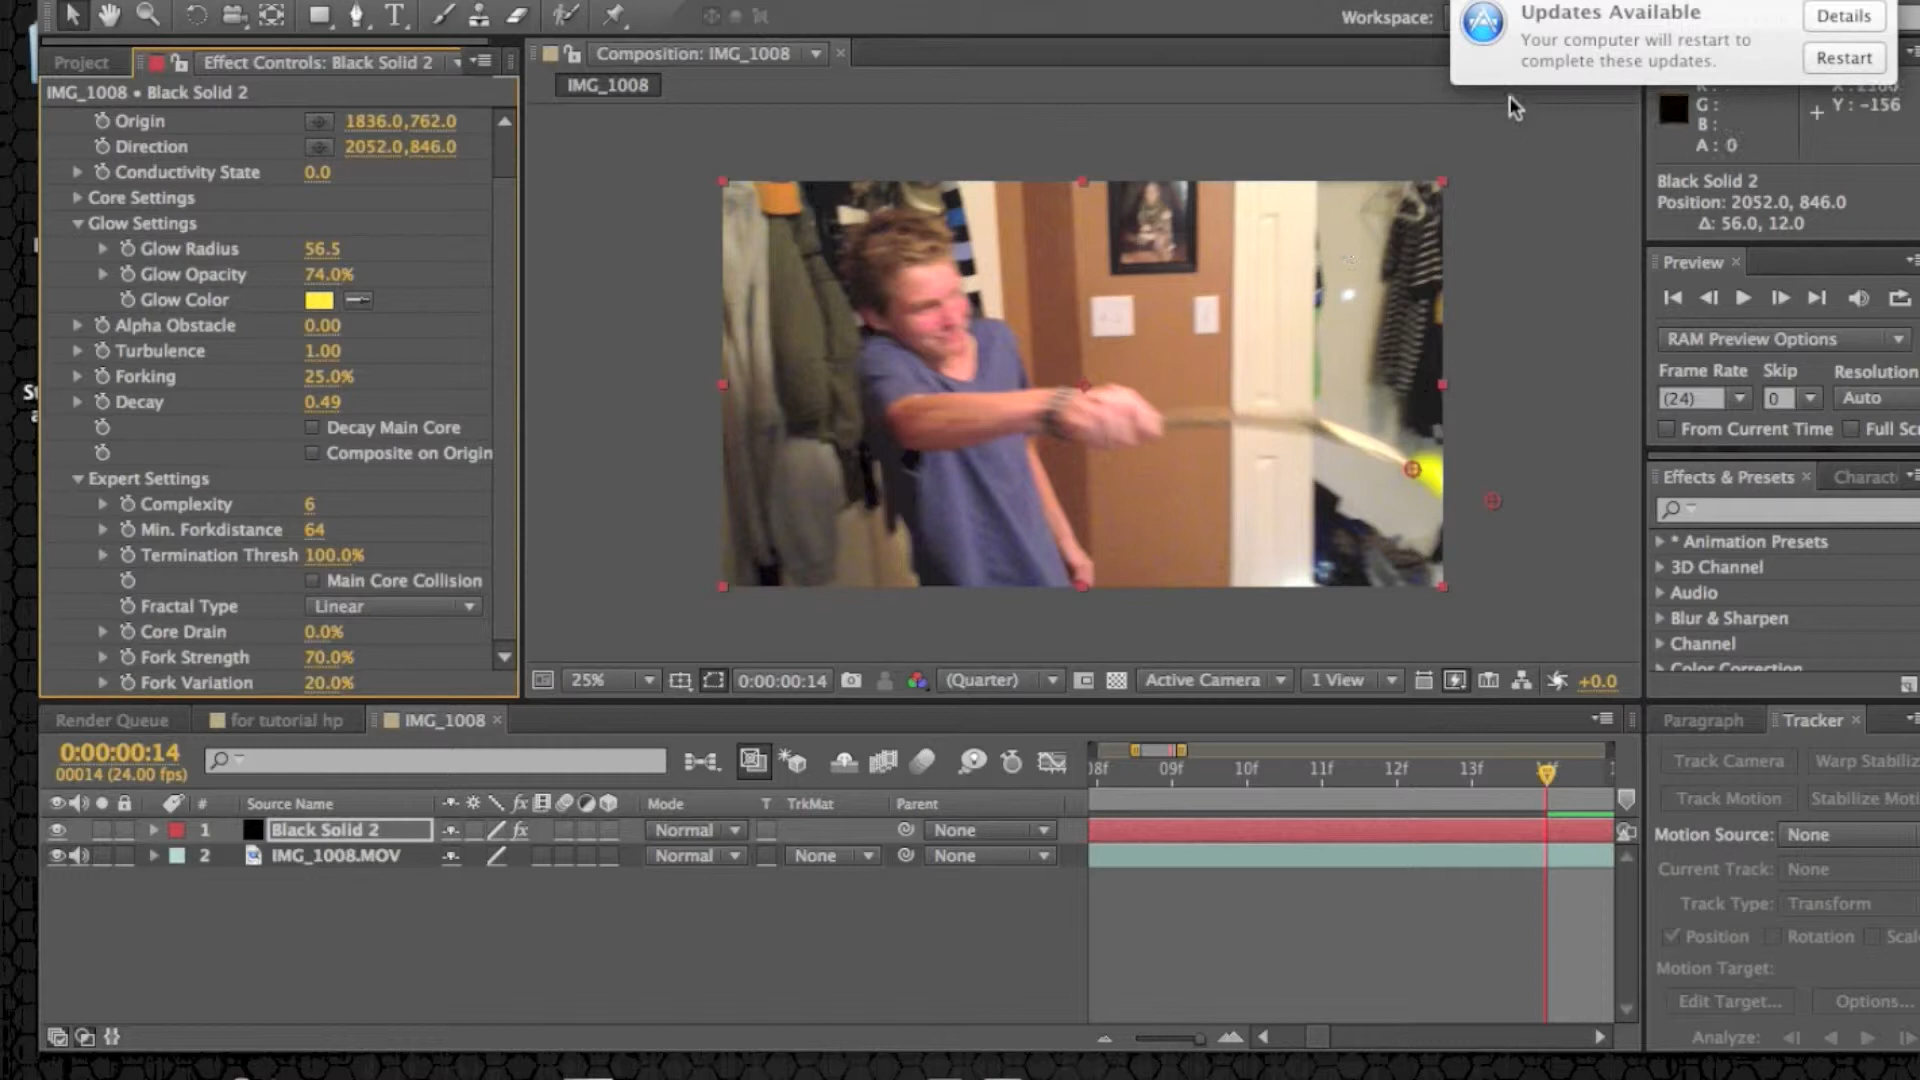 Workspace:
Updates Available
Your computer will restart to
complete these updates.
Details
Restart
Project
Effect Controls: Black Solid 2
IMG_1008 • Black Solid 2
Origin 1836.0,762.0
Direction 2052.0,846.0
Conductivity State 0.0
Core Settings
Glow Settings
Glow Radius 56.5
Glow Opacity 74.0%
Glow Color
Alpha Obstacle 0.00
Turbulence 1.00
Forking 25.0%
Decay 0.49
Decay Main Core
Composite on Origin
Expert Settings
Complexity 6
Min. Forkdistance 64
Termination Thresh 100.0%
Main Core Collision
Fractal Type Linear
Core Drain 0.0%
Fork Strength 70.0%
Fork Variation 20.0%
Composition: IMG_1008
IMG_1008
25%
0:00:00:14
(Quarter)
Active Camera
1 View
+0.0
G :
B :
A : 0
Y : -156
Black Solid 2
Position: 2052.0, 846.0
Δ: 56.0, 12.0
Preview
RAM Preview Options
Frame Rate Skip Resolution
(24) 0 Auto
From Current Time Full Scr
Effects & Presets Charact
* Animation Presets
3D Channel
Audio
Blur & Sharpen
Channel
Color Correction
Render Queue
for tutorial hp
IMG_1008
0:00:00:14
00014 (24.00 fps)
# Source Name Mode T TrkMat Parent
1 Black Solid 2 Normal None
2 IMG_1008.MOV Normal None None
08f 09f 10f 11f 12f 13f
Paragraph Tracker
Track Camera Warp Stabiliz
Track Motion Stabilize Moti
Motion Source: None
Current Track: None
Track Type: Transform
Position Rotation Scale
Motion Target:
Edit Target... Options...
Analyze: